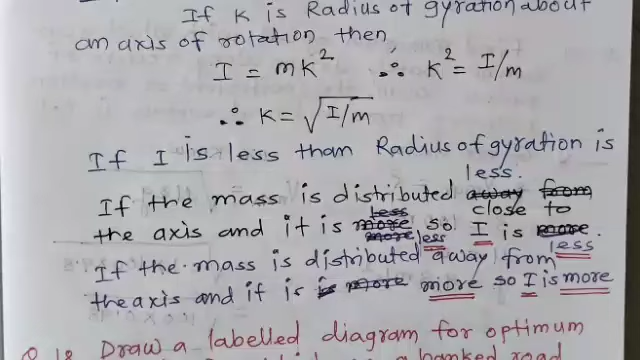 If K is Radius of gyration about
an axis of rotation then
I = mK² ∴ K² = I/m
∴ K = √I/m
If I is less than Radius of gyration is
less.
If the mass is distributed away from
close to
the axis and it is more so I is more.
less
more less
less
If the mass is distributed away from
the axis and if is is more more so I is more
Q.18 Draw a labelled diagram for optimum
a banked road